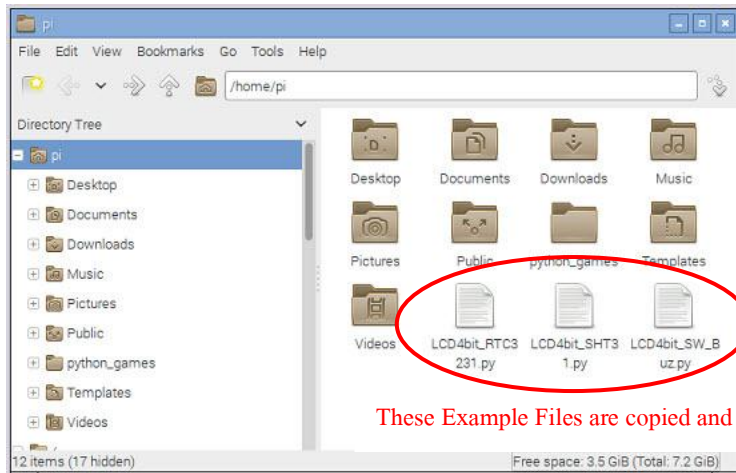 pi
File Edit View Bookmarks Go Tools Help
/home/pi
Directory Tree
pi
Desktop
Documents
Downloads
Music
Pictures
Public
python_games
Templates
Videos
Desktop Documents Downloads Music
Pictures Public python_games Templates
Videos LCD4bit_RTC3 LCD4bit_SHT3 LCD4bit_SW_B
231.py 1.py uz.py
These Example Files are copied and
12 items (17 hidden) Free space: 3.5 GiB (Total: 7.2 GiB)